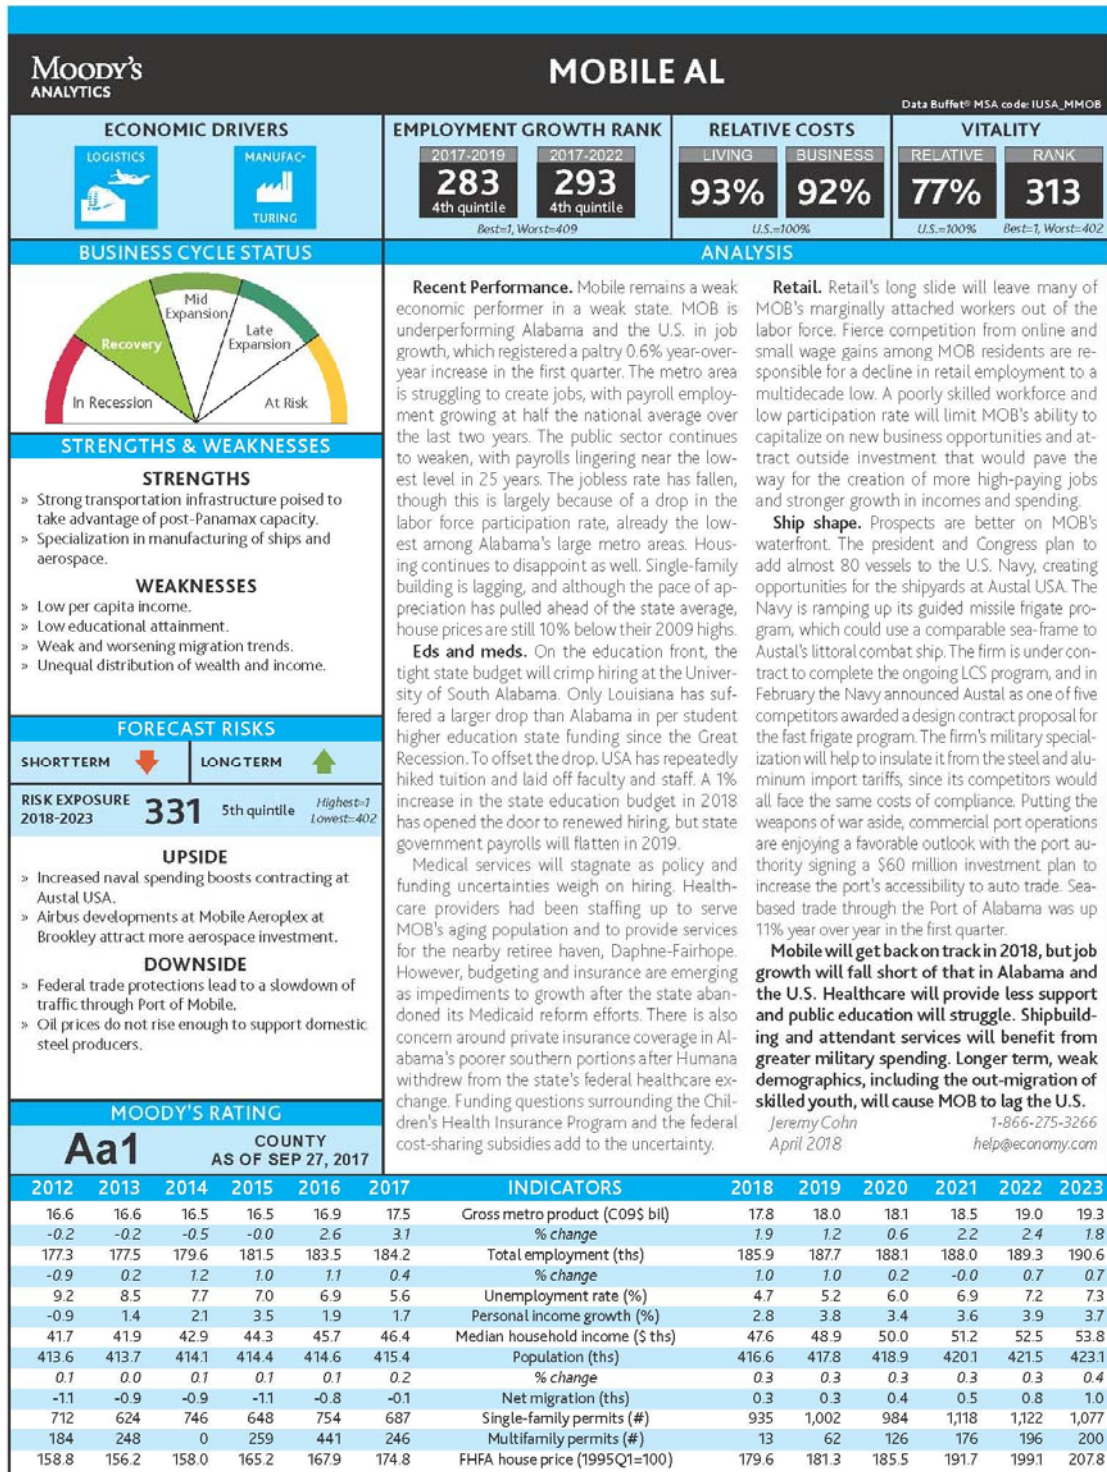 MOODY'S
ANALYTICS
MOBILE AL
Data Buffet® MSA code: IUSA_MMOB
ECONOMIC DRIVERS
LOGISTICS
MANUFAC-
TURING
EMPLOYMENT GROWTH RANK
2017-2019 2017-2022
283 293
4th quintile 4th quintile
Best=1, Worst=409
RELATIVE COSTS
LIVING BUSINESS
93% 92%
U.S.=100%
VITALITY
RELATIVE RANK
77% 313
U.S.=100% Best=1, Worst=402
BUSINESS CYCLE STATUS
Mid
Expansion
Recovery
Late
Expansion
In Recession
At Risk
STRENGTHS & WEAKNESSES
STRENGTHS
» Strong transportation infrastructure poised to
take advantage of post-Panamax capacity.
» Specialization in manufacturing of ships and
aerospace.
WEAKNESSES
» Low per capita income.
» Low educational attainment.
» Weak and worsening migration trends.
» Unequal distribution of wealth and income.
FORECAST RISKS
SHORT TERM LONG TERM
RISK EXPOSURE
2018-2023
331 5th quintile
Highest=1
Lowest=402
UPSIDE
» Increased naval spending boosts contracting at
Austal USA.
» Airbus developments at Mobile Aeroplex at
Brookley attract more aerospace investment.
DOWNSIDE
» Federal trade protections lead to a slowdown of
traffic through Port of Mobile.
» Oil prices do not rise enough to support domestic
steel producers.
MOODY'S RATING
Aa1
COUNTY
AS OF SEP 27, 2017
ANALYSIS
Recent Performance. Mobile remains a weak
economic performer in a weak state. MOB is
underperforming Alabama and the U.S. in job
growth, which registered a paltry 0.6% year-over-
year increase in the first quarter. The metro area
is struggling to create jobs, with payroll employ-
ment growing at half the national average over
the last two years. The public sector continues
to weaken, with payrolls lingering near the low-
est level in 25 years. The jobless rate has fallen,
though this is largely because of a drop in the
labor force participation rate, already the low-
est among Alabama's large metro areas. Hous-
ing continues to disappoint as well. Single-family
building is lagging, and although the pace of ap-
preciation has pulled ahead of the state average,
house prices are still 10% below their 2009 highs.
Eds and meds. On the education front, the
tight state budget will crimp hiring at the Univer-
sity of South Alabama. Only Louisiana has suf-
fered a larger drop than Alabama in per student
higher education state funding since the Great
Recession. To offset the drop, USA has repeatedly
hiked tuition and laid off faculty and staff. A 1%
increase in the state education budget in 2018
has opened the door to renewed hiring, but state
government payrolls will flatten in 2019.
Medical services will stagnate as policy and
funding uncertainties weigh on hiring. Health-
care providers had been staffing up to serve
MOB's aging population and to provide services
for the nearby retiree haven, Daphne-Fairhope.
However, budgeting and insurance are emerging
as impediments to growth after the state aban-
doned its Medicaid reform efforts. There is also
concern around private insurance coverage in Al-
abama's poorer southern portions after Humana
withdrew from the state's federal healthcare ex-
change. Funding questions surrounding the Chil-
dren's Health Insurance Program and the federal
cost-sharing subsidies add to the uncertainty.
Retail. Retail's long slide will leave many of
MOB's marginally attached workers out of the
labor force. Fierce competition from online and
small wage gains among MOB residents are re-
sponsible for a decline in retail employment to a
multidecade low. A poorly skilled workforce and
low participation rate will limit MOB's ability to
capitalize on new business opportunities and at-
tract outside investment that would pave the
way for the creation of more high-paying jobs
and stronger growth in incomes and spending.
Ship shape. Prospects are better on MOB's
waterfront. The president and Congress plan to
add almost 80 vessels to the U.S. Navy, creating
opportunities for the shipyards at Austal USA. The
Navy is ramping up its guided missile frigate pro-
gram, which could use a comparable sea-frame to
Austal's littoral combat ship. The firm is under con-
tract to complete the ongoing LCS program, and in
February the Navy announced Austal as one of five
competitors awarded a design contract proposal for
the fast frigate program. The firm's military special-
ization will help to insulate it from the steel and alu-
minum import tariffs, since its competitors would
all face the same costs of compliance. Putting the
weapons of war aside, commercial port operations
are enjoying a favorable outlook with the port au-
thority signing a $60 million investment plan to
increase the port's accessibility to auto trade. Sea-
based trade through the Port of Alabama was up
11% year over year in the first quarter.
Mobile will get back on track in 2018, but job
growth will fall short of that in Alabama and
the U.S. Healthcare will provide less support
and public education will struggle. Shipbuild-
ing and attendant services will benefit from
greater military spending. Longer term, weak
demographics, including the out-migration of
skilled youth, will cause MOB to lag the U.S.
Jeremy Cohn 1-866-275-3266
April 2018 help@economy.com
2012 2013 2014 2015 2016 2017 INDICATORS 2018 2019 2020 2021 2022 2023
16.6 16.6 16.5 16.5 16.9 17.5 Gross metro product (C09$ bil) 17.8 18.0 18.1 18.5 19.0 19.3
-0.2 -0.2 -0.5 -0.0 2.6 3.1 % change 1.9 1.2 0.6 2.2 2.4 1.8
177.3 177.5 179.6 181.5 183.5 184.2 Total employment (ths) 185.9 187.7 188.1 188.0 189.3 190.6
-0.9 0.2 1.2 1.0 1.1 0.4 % change 1.0 1.0 0.2 -0.0 0.7 0.7
9.2 8.5 7.7 7.0 6.9 5.6 Unemployment rate (%) 4.7 5.2 6.0 6.9 7.2 7.3
-0.9 1.4 2.1 3.5 1.9 1.7 Personal income growth (%) 2.8 3.8 3.4 3.6 3.9 3.7
41.7 41.9 42.9 44.3 45.7 46.4 Median household income ($ ths) 47.6 48.9 50.0 51.2 52.5 53.8
413.6 413.7 414.1 414.4 414.6 415.4 Population (ths) 416.6 417.8 418.9 420.1 421.5 423.1
0.1 0.0 0.1 0.1 0.1 0.2 % change 0.3 0.3 0.3 0.3 0.3 0.4
-1.1 -0.9 -0.9 -1.1 -0.8 -0.1 Net migration (ths) 0.3 0.3 0.4 0.5 0.8 1.0
712 624 746 648 754 687 Single-family permits (#) 935 1,002 984 1,118 1,122 1,077
184 248 0 259 441 246 Multifamily permits (#) 13 62 126 176 196 200
158.8 156.2 158.0 165.2 167.9 174.8 FHFA house price (1995Q1=100) 179.6 181.3 185.5 191.7 199.1 207.8